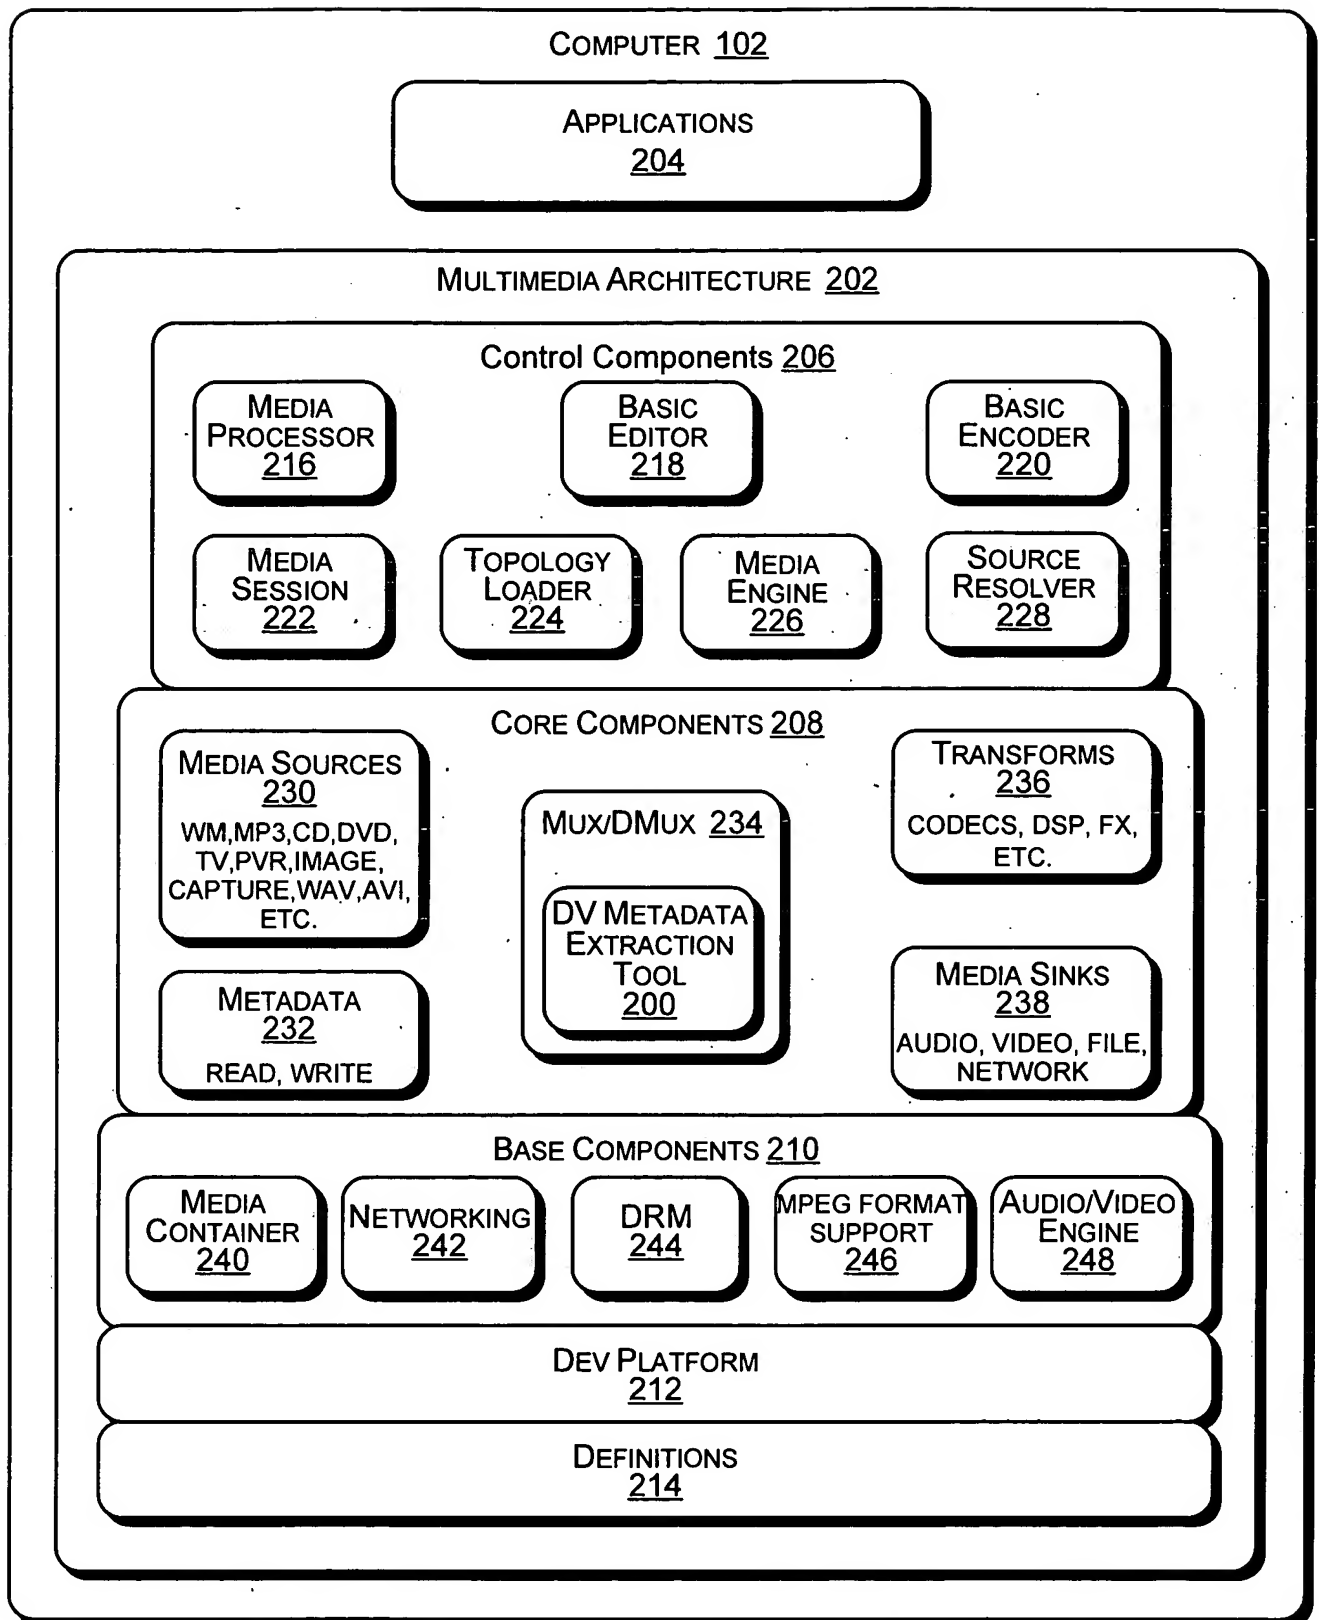 COMPUTER 102
APPLICATIONS
204
MULTIMEDIA ARCHITECTURE 202
Control Components 206
MEDIA
PROCESSOR
216
BASIC
EDITOR
218
BASIC
ENCODER
220
MEDIA
SESSION
222
TOPOLOGY
LOADER
224
MEDIA
ENGINE
226
SOURCE
RESOLVER
228
CORE COMPONENTS 208
MEDIA SOURCES
230
WM,MP3,CD,DVD,
TV,PVR,IMAGE,
CAPTURE,WAV,AVI,
ETC.
METADATA
232
READ, WRITE
MUX/DMUX 234
DV METADATA
EXTRACTION
TOOL
200
TRANSFORMS
236
CODECS, DSP, FX,
ETC.
MEDIA SINKS
238
AUDIO, VIDEO, FILE,
NETWORK
BASE COMPONENTS 210
MEDIA
CONTAINER
240
NETWORKING
242
DRM
244
MPEG FORMAT
SUPPORT
246
AUDIO/VIDEO
ENGINE
248
DEV PLATFORM
212
DEFINITIONS
214